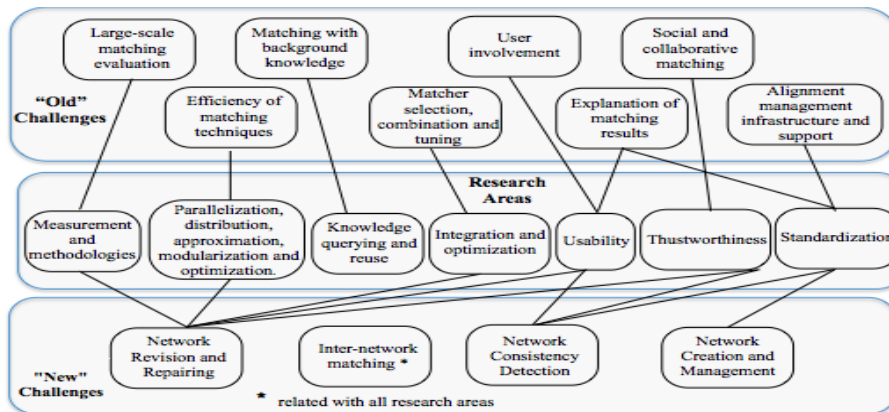 Large-scale
matching
evaluation
Matching with
background
knowledge
User
involvement
Social and
collaborative
matching
“Old”
Challenges
Efficiency of
matching
techniques
Matcher
selection,
combination and
tuning
Explanation of
matching
results
Alignment
management
infrastructure and
support
Research
Areas
Measurement
and
methodologies
Parallelization,
distribution,
approximation,
modularization and
optimization.
Knowledge
querying and
reuse
Integration and
optimization
Usability
Thustworthiness
Standardization
Network
Revision and
Repairing
Inter-network
matching *
Network
Consistency
Detection
Network
Creation and
Management
"New"
Challenges
* related with all research areas